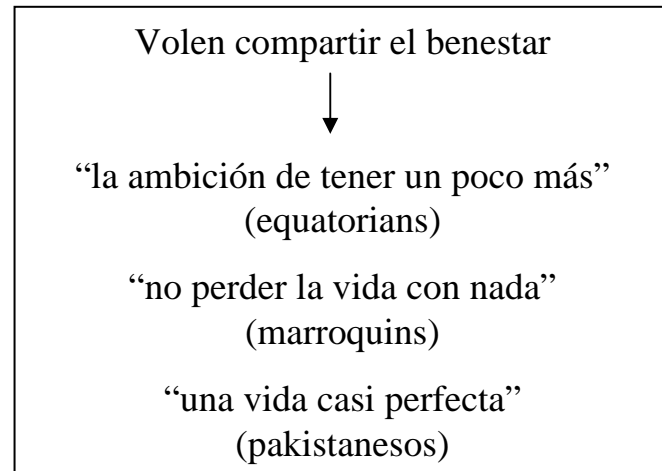 Volen compartir el benestar
“la ambición de tener un poco más”
(equatorians)
“no perder la vida con nada”
(marroquins)
“una vida casi perfecta”
(pakistanesos)